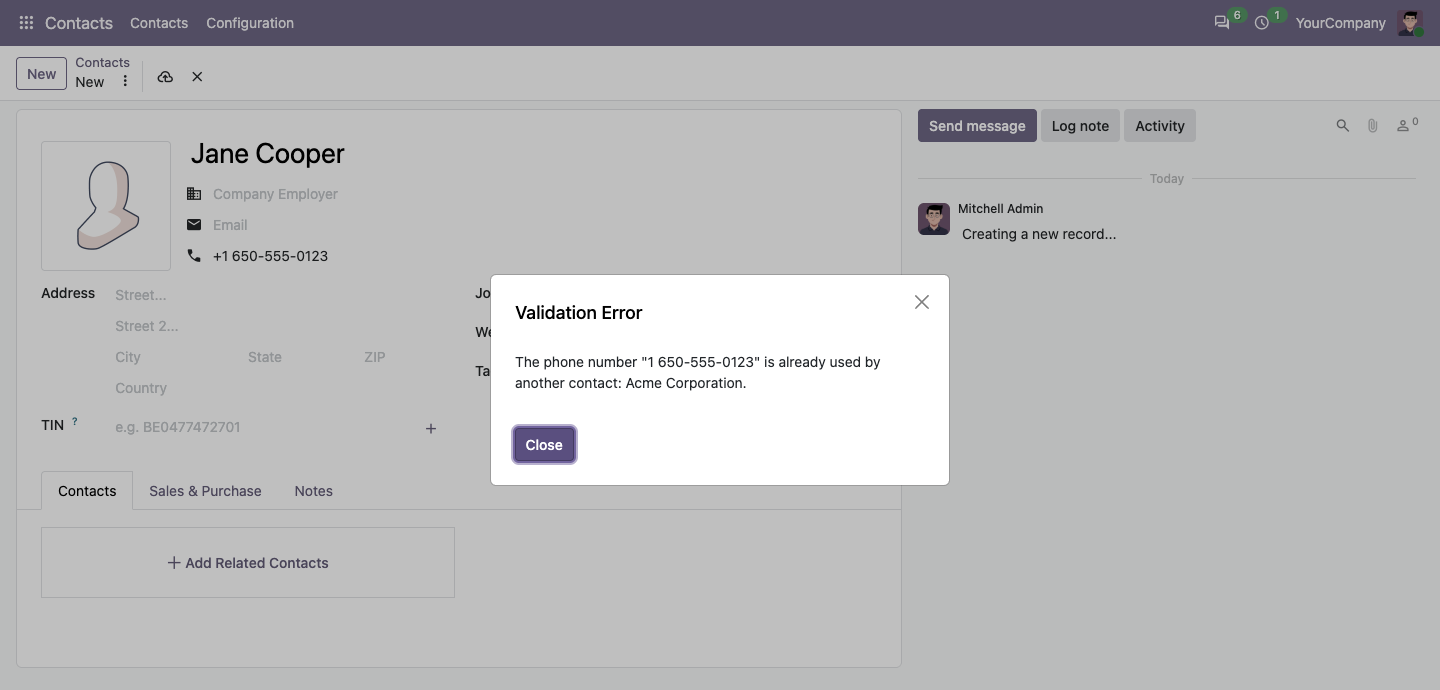 Contacts Contacts Configuration 6 1 YourCompany
New Contacts
New
Send message Log note Activity 0
Jane Cooper
Company Employer
Email
+1 650-555-0123
Address Street...
Street 2...
City State ZIP
Country
TIN ? e.g. BE0477472701
Jo
We
Ta
Contacts Sales & Purchase Notes
Add Related Contacts
Today
Mitchell Admin
Creating a new record...
Validation Error
The phone number "1 650-555-0123" is already used by
another contact: Acme Corporation.
Close